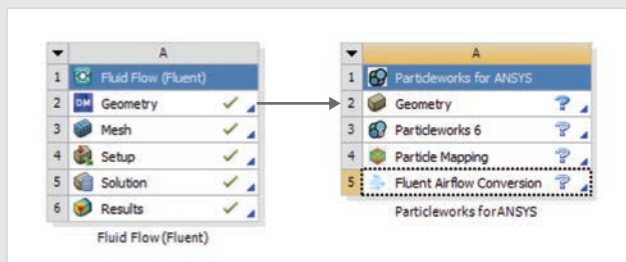 A
1 Fluid Flow (Fluent)
2 DM Geometry
3 Mesh
4 Setup
5 Solution
6 Results
Fluid Flow (Fluent)
A
1 Particleworks for ANSYS
2 Geometry ?
3 Particleworks 6 ?
4 Particle Mapping ?
5 Fluent Airflow Conversion ?
Particleworks for ANSYS